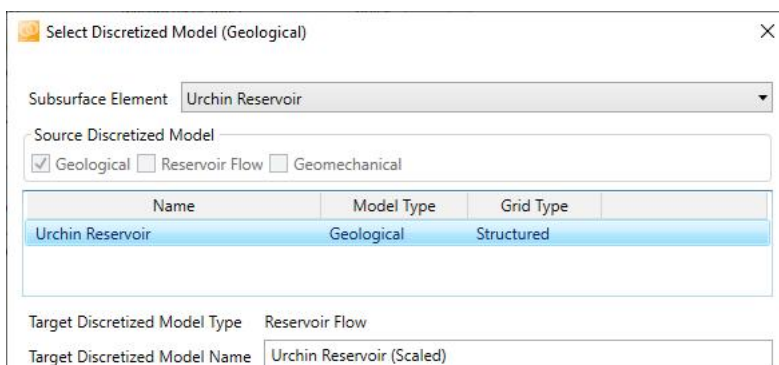 Select Discretized Model (Geological)
Subsurface Element Urchin Reservoir
Source Discretized Model
Geological Reservoir Flow Geomechanical
Name Model Type Grid Type
Urchin Reservoir Geological Structured
Target Discretized Model Type Reservoir Flow
Target Discretized Model Name Urchin Reservoir (Scaled)